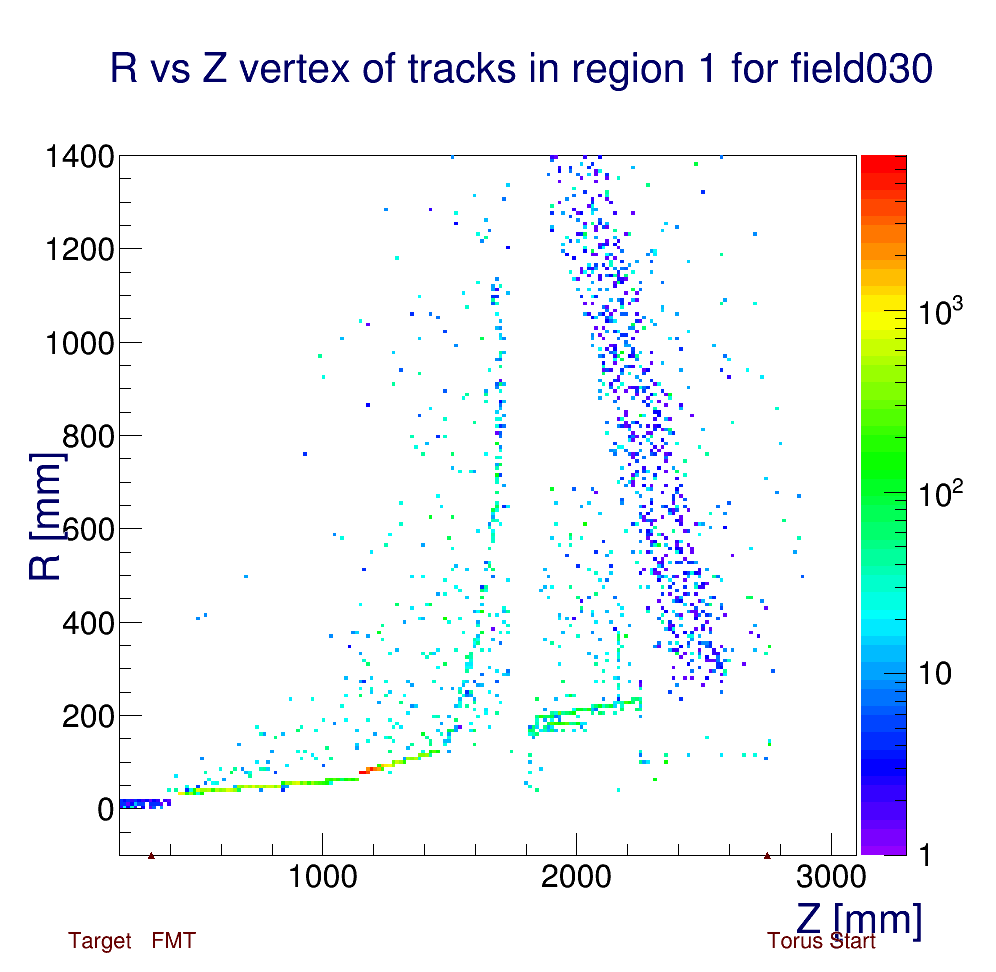 R vs Z vertex of tracks in region 1 for field030
1400
1200
1000
800
600
400
200
0
R [mm]
10³
10²
10
1
1000
2000
3000
Z [mm]
Target
FMT
Torus Start